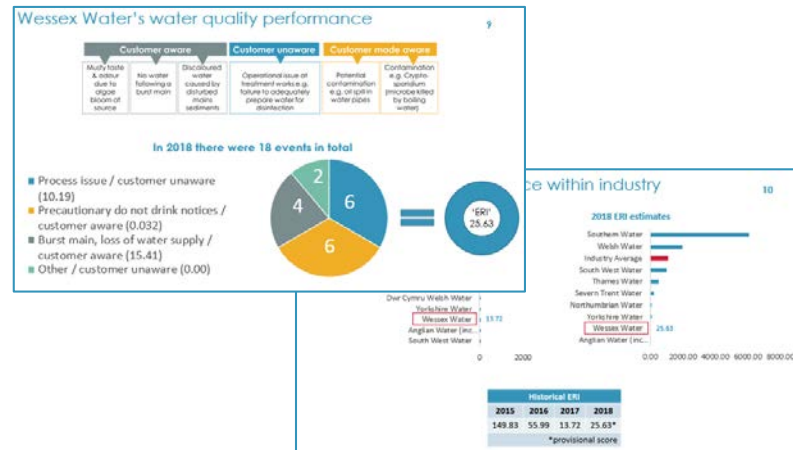 Wessex Water's water quality performance
9
Customer aware
Customer unaware
Customer made aware
Musty taste
& odour
due to
algae
bloom at
source
No water
following a
burst main
Discoloured
water
caused by
disturbed
mains
sediments
Operational issue at
treatment works e.g.
failure to adequately
prepare water for
disinfection
Potential
contamination
e.g. oil spill in
water pipes
Contamination
e.g. Crypto-
sporidium
(microbe killed
by boiling
water)
In 2018 there were 18 events in total
Process issue / customer unaware
(10.19)
Precautionary do not drink notices /
customer aware (0.032)
Burst main, loss of water supply /
customer aware (15.41)
Other / customer unaware (0.00)
2
4
6
6
'ERI'
25.63
ce within industry
10
2018 ERI estimates
Southern Water
Welsh Water
Industry Average
South West Water
Thames Water
Severn Trent Water
Northumbrian Water
Yorkshire Water
Wessex Water
25.63
Anglian Water (inc...
0.00 2000.00 4000.00 6000.00 8000.00
Dwr Cymru Welsh Water
Yorkshire Water
Wessex Water
13.72
Anglian Water (inc...
South West Water
0 2000
Historical ERI
2015 2016 2017 2018
149.83 55.99 13.72 25.63*
*provisional score